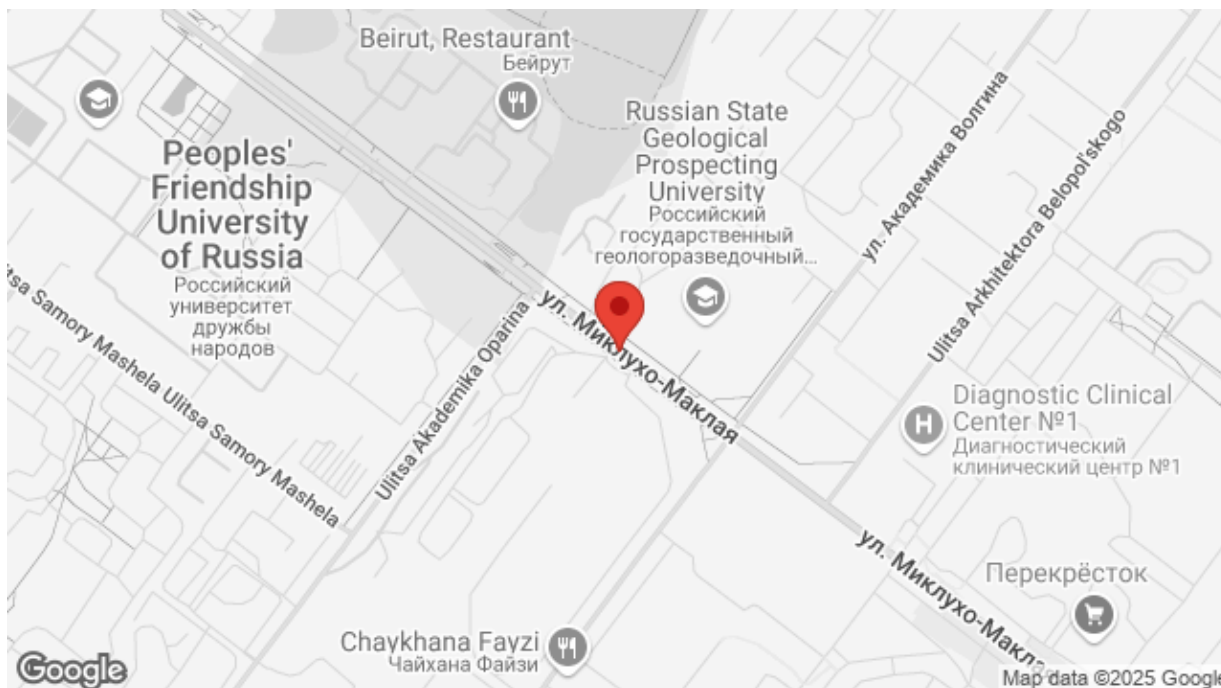 Beirut, Restaurant
Бейрут
Russian State
Geological
Prospecting
University
Российский
государственный
геологоразведочный...
Peoples'
Friendship
University
of Russia
Российский
университет
дружбы
народов
ул. Академика Волгина
Ulitsa Arkhitektora Belopol'skogo
ул. Миклухо-Маклая
Ulitsa Akademika Oparina
litsa Samory Mashela Ulitsa Samory Mashela
Diagnostic Clinical
Center №1
Диагностический
клинический центр №1
H
ул. Миклухо-Маклая
Перекрёсток
Chaykhana Fayzi
Чайхана Файзи
Google
Map data ©2025 Google